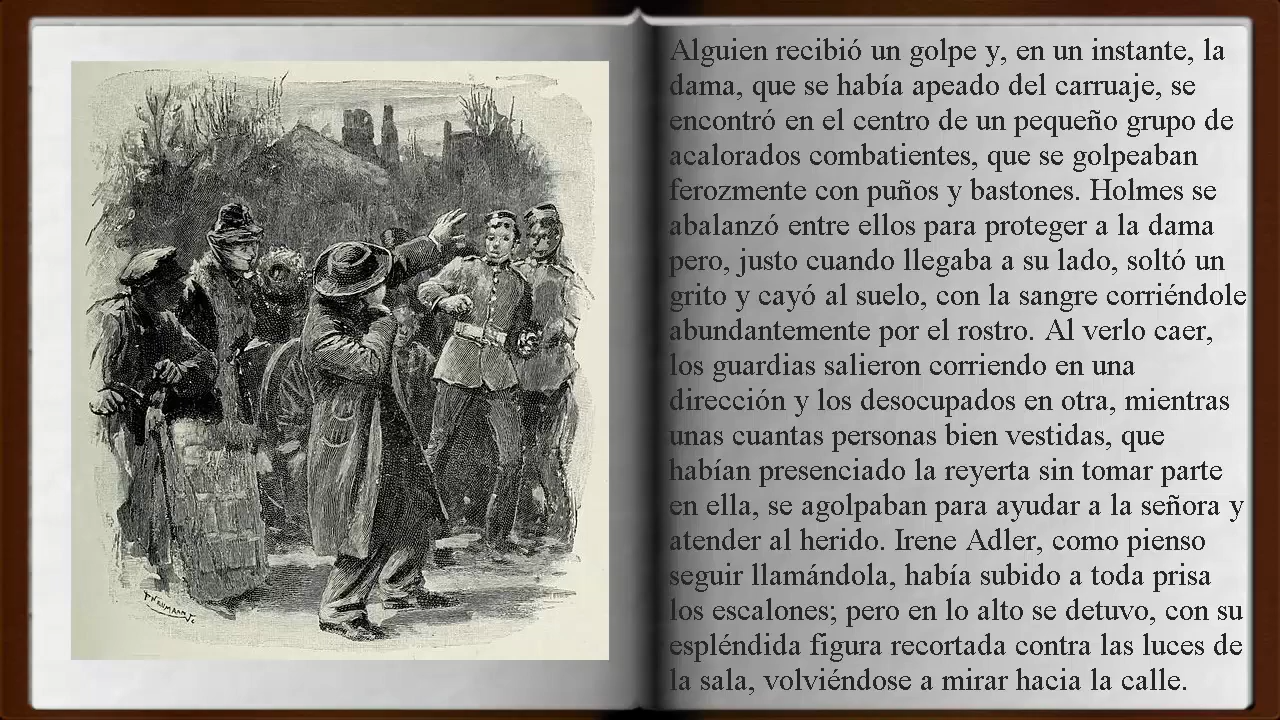 Alguien recibió un golpe y, en un instante, la
dama, que se había apeado del carruaje, se
encontró en el centro de un pequeño grupo de
acalorados combatientes, que se golpeaban
ferozmente con puños y bastones. Holmes se
abalanzó entre ellos para proteger a la dama
pero, justo cuando llegaba a su lado, soltó un
grito y cayó al suelo, con la sangre corriéndole
abundantemente por el rostro. Al verlo caer,
los guardias salieron corriendo en una
dirección y los desocupados en otra, mientras
unas cuantas personas bien vestidas, que
habían presenciado la reyerta sin tomar parte
en ella, se agolpaban para ayudar a la señora y
atender al herido. Irene Adler, como pienso
seguir llamándola, había subido a toda prisa
los escalones; pero en lo alto se detuvo, con su
espléndida figura recortada contra las luces de
la sala, volviéndose a mirar hacia la calle.